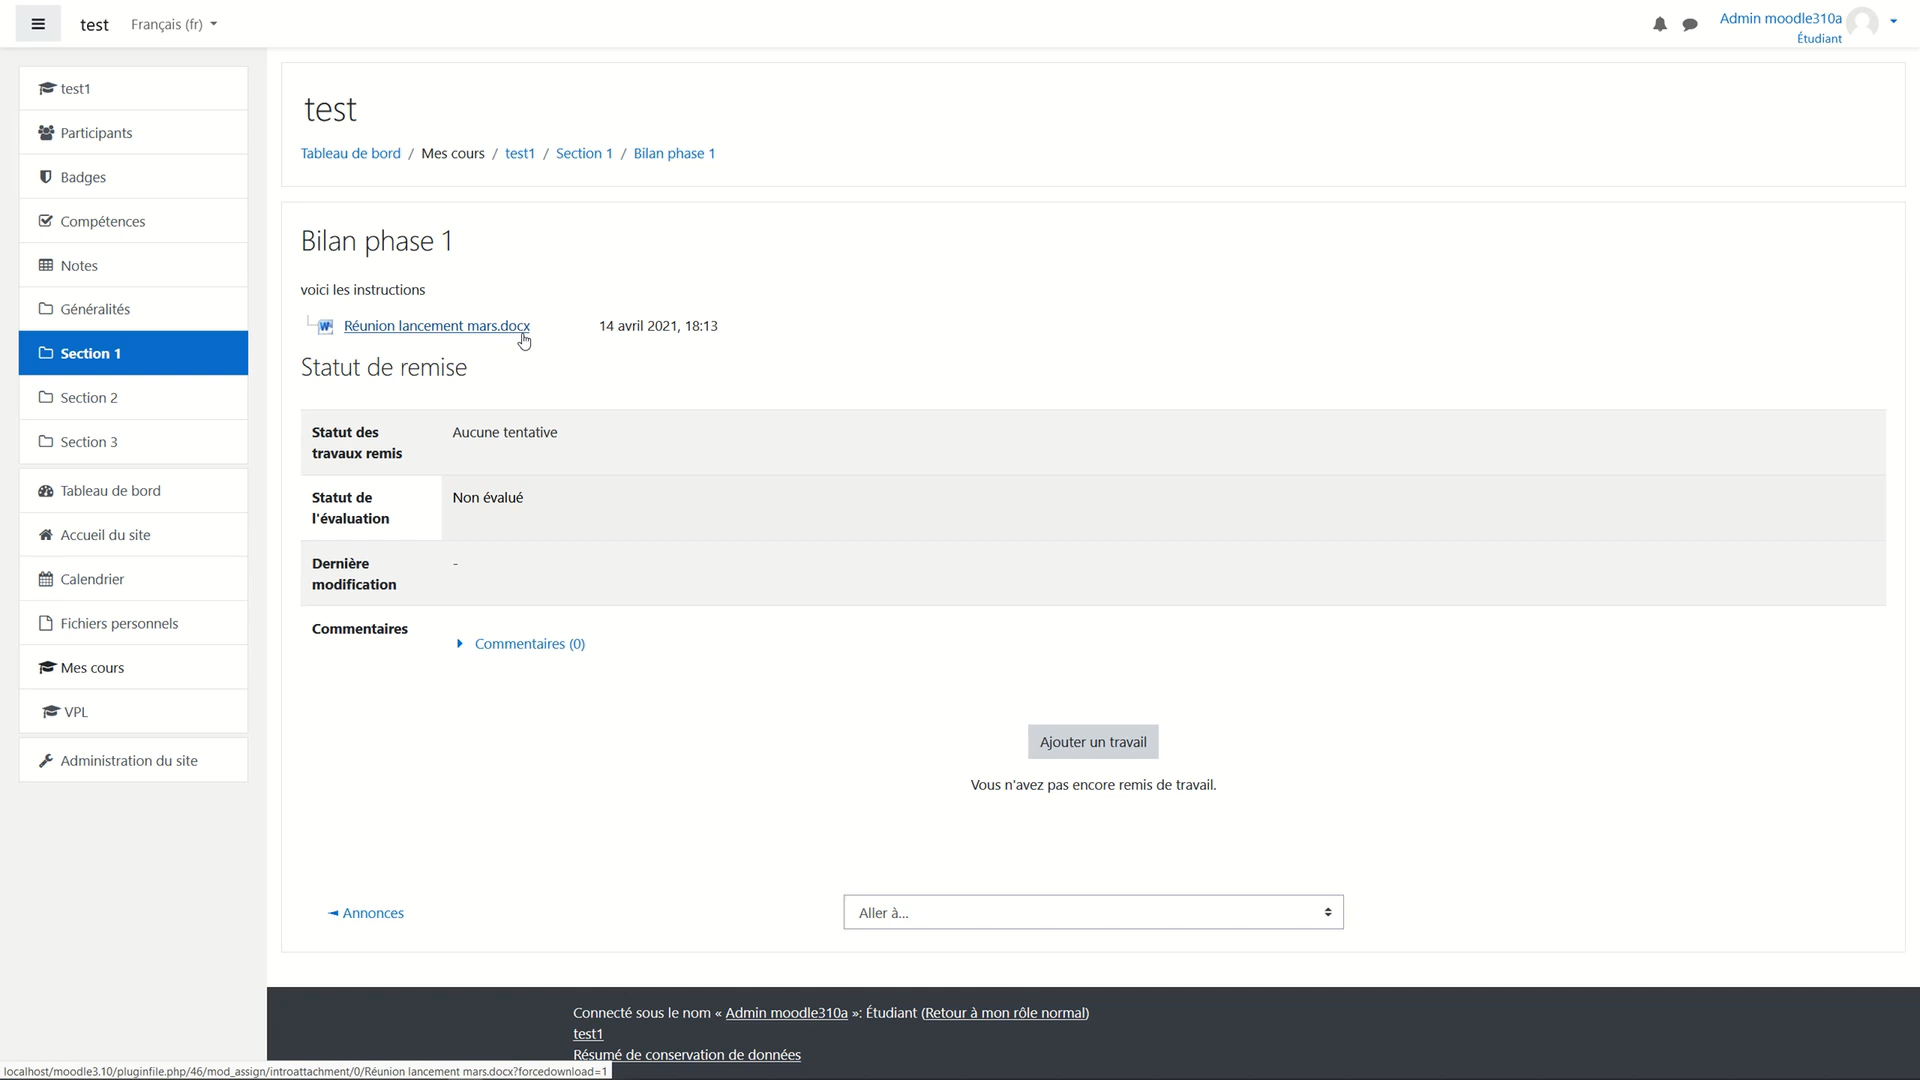 test Français (fr)
Admin moodle310a
Étudiant
test1
Participants
Badges
Compétences
Notes
Généralités
Section 1
Section 2
Section 3
Tableau de bord
Accueil du site
Calendrier
Fichiers personnels
Mes cours
VPL
Administration du site
test
Tableau de bord / Mes cours / test1 / Section 1 / Bilan phase 1
Bilan phase 1
voici les instructions
Réunion lancement mars.docx 14 avril 2021, 18:13
Statut de remise
Statut des
travaux remis
Aucune tentative
Statut de
l'évaluation
Non évalué
Dernière
modification
-
Commentaires
Commentaires (0)
Ajouter un travail
Vous n'avez pas encore remis de travail.
◄ Annonces
Aller à...
Connecté sous le nom « Admin moodle310a »: Étudiant (Retour à mon rôle normal)
test1
Résumé de conservation de données
localhost/moodle3.10/pluginfile.php/46/mod_assign/introattachment/0/Réunion lancement mars.docx?forcedownload=1